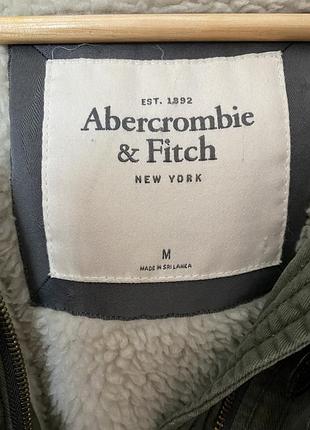 EST. 1892
Abercrombie
& Fitch
NEW YORK
M
MADE IN SRI LANKA